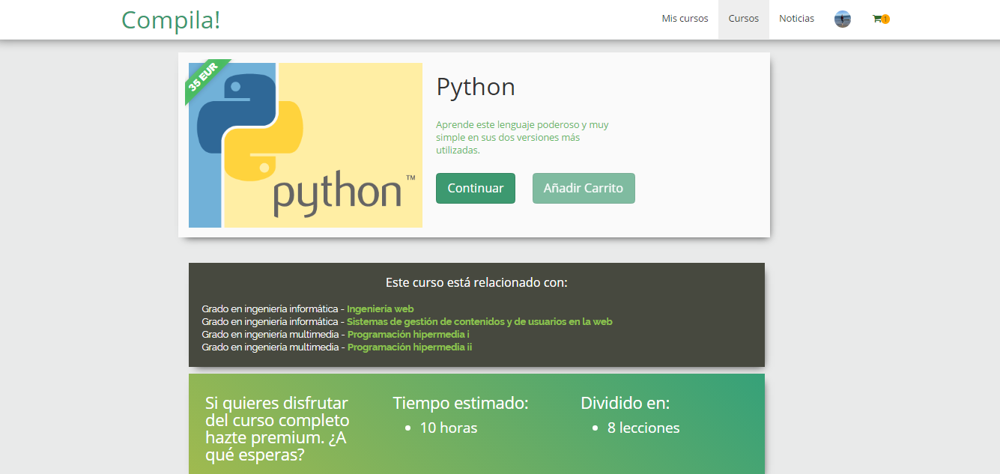 Compila!
Mis cursos
Cursos
Noticias
1
35 EUR
python
™
Python
Aprende este lenguaje poderoso y muy
simple en sus dos versiones más
utilizadas.
Continuar
Añadir Carrito
Este curso está relacionado con:
Grado en ingeniería informática - Ingeniería web
Grado en ingeniería informática - Sistemas de gestión de contenidos y de usuarios en la web
Grado en ingeniería multimedia - Programación hipermedia i
Grado en ingeniería multimedia - Programación hipermedia ii
Si quieres disfrutar
del curso completo
hazte premium. ¿A
qué esperas?
Tiempo estimado:
• 10 horas
Dividido en:
• 8 lecciones